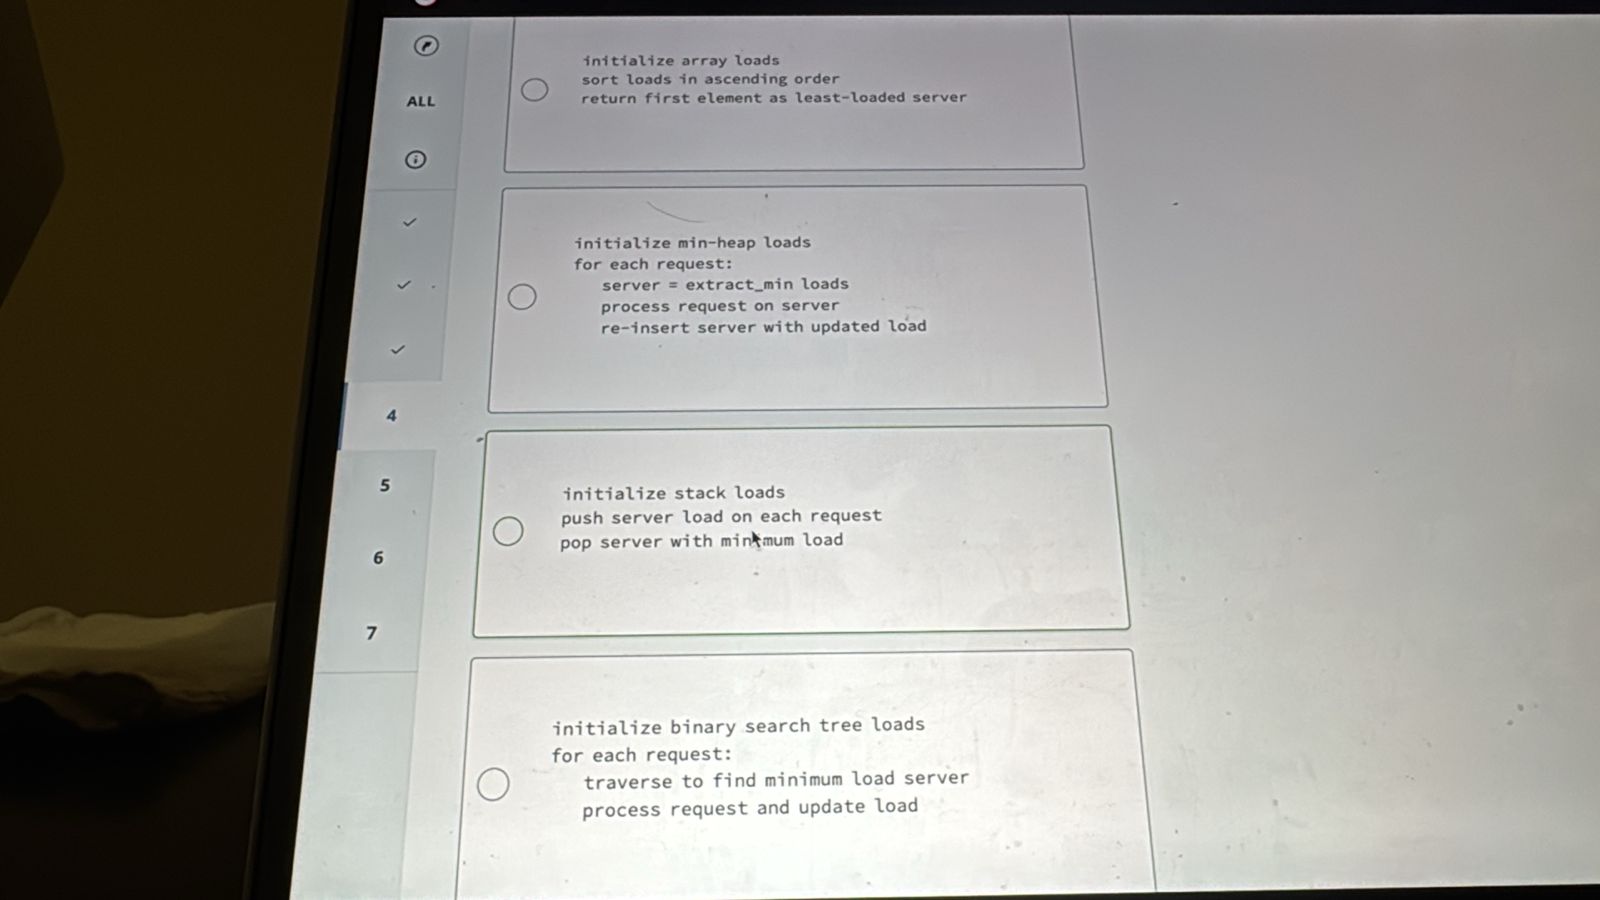 ALL
4
5
6
7
initialize array loads
sort loads in ascending order
return first element as least-loaded server
initialize min-heap loads
for each request:
server = extract_min loads
process request on server
re-insert server with updated load
initialize stack loads
push server load on each request
pop server with minimum load
initialize binary search tree loads
for each request:
traverse to find minimum load server
process request and update load